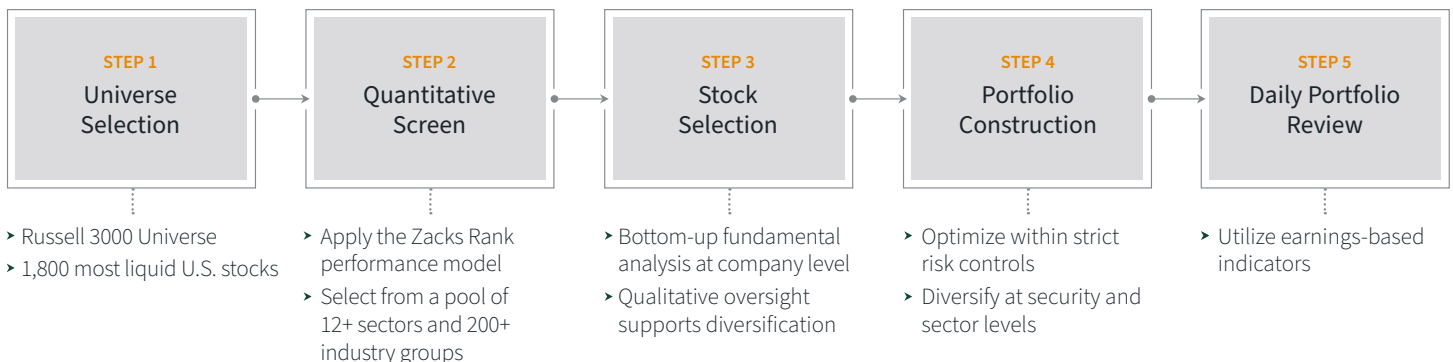 STEP 1
Universe
Selection
➤ Russell 3000 Universe
➤ 1,800 most liquid U.S. stocks
STEP 2
Quantitative
Screen
➤ Apply the Zacks Rank
performance model
➤ Select from a pool of
12+ sectors and 200+
industry groups
STEP 3
Stock
Selection
➤ Bottom-up fundamental
analysis at company level
➤ Qualitative oversight
supports diversification
STEP 4
Portfolio
Construction
➤ Optimize within strict
risk controls
➤ Diversify at security and
sector levels
STEP 5
Daily Portfolio
Review
➤ Utilize earnings-based
indicators